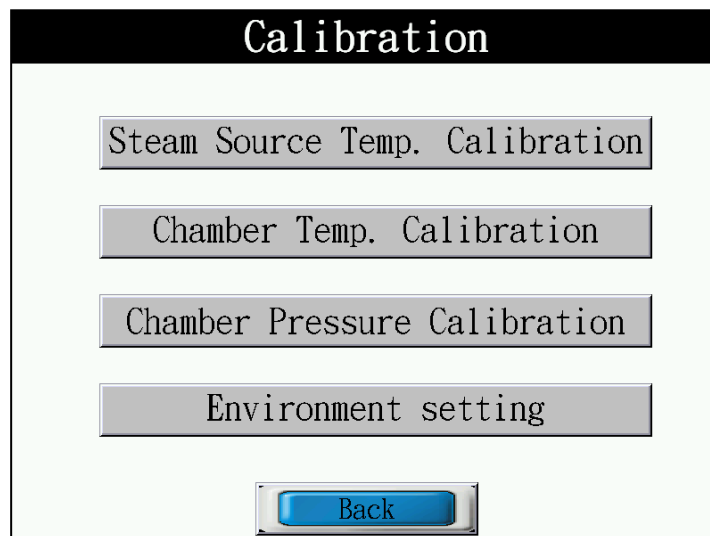 Calibration
Steam Source Temp. Calibration
Chamber Temp. Calibration
Chamber Pressure Calibration
Environment setting
Back